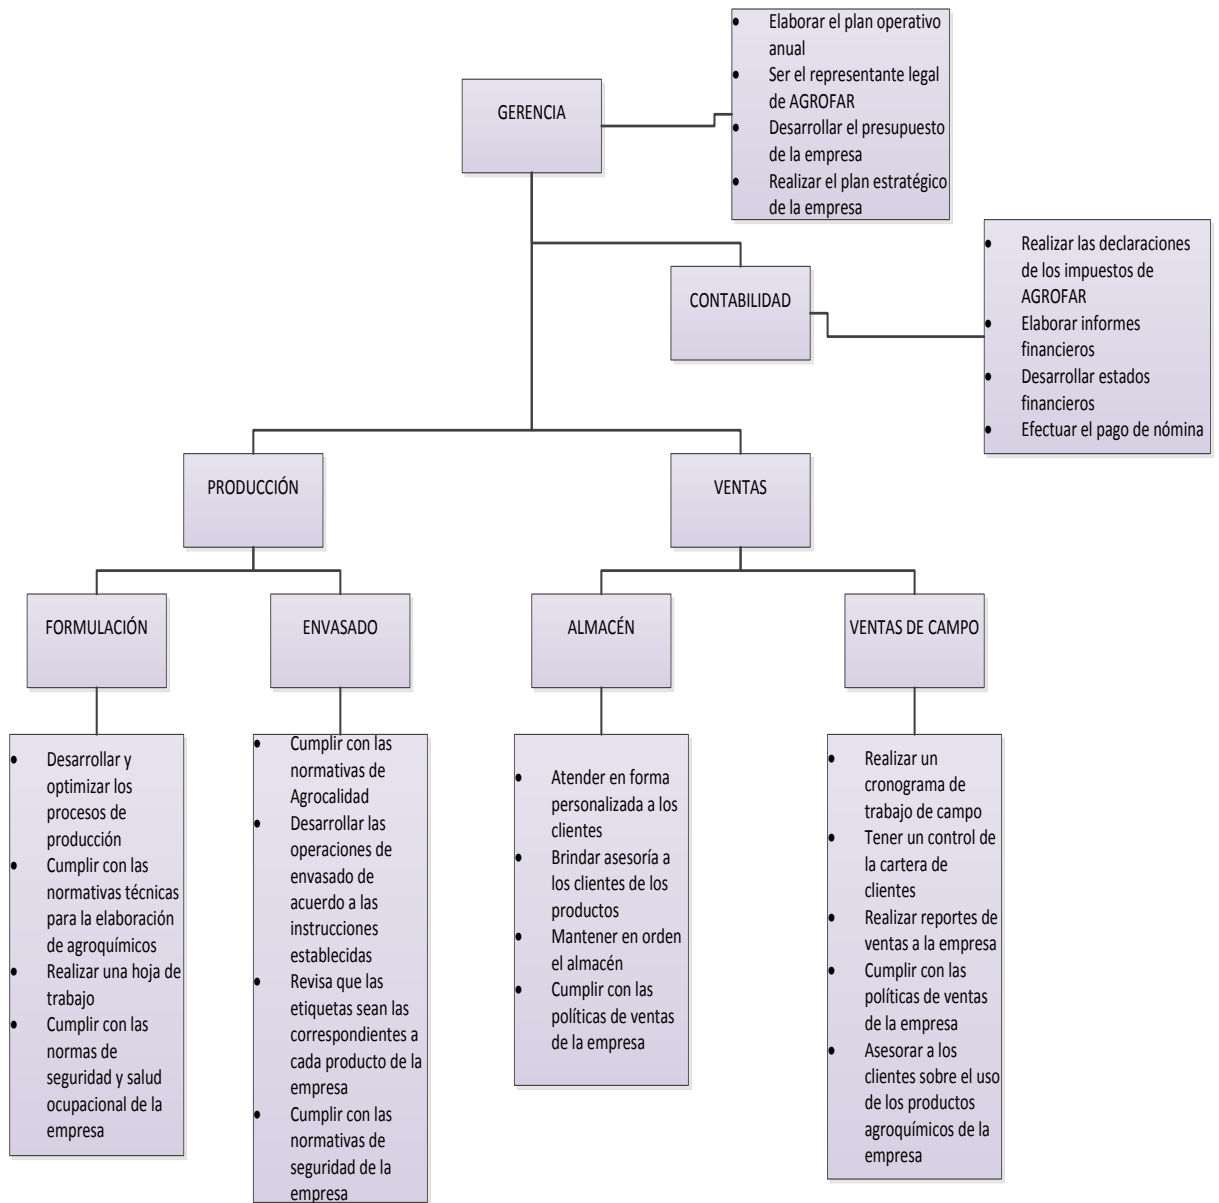 GERENCIA
• Elaborar el plan operativo
anual
• Ser el representante legal
de AGROFAR
• Desarrollar el presupuesto
de la empresa
• Realizar el plan estratégico
de la empresa
CONTABILIDAD
• Realizar las declaraciones
de los impuestos de
AGROFAR
• Elaborar informes
financieros
• Desarrollar estados
financieros
• Efectuar el pago de nómina
PRODUCCIÓN
VENTAS
FORMULACIÓN
ENVASADO
ALMACÉN
VENTAS DE CAMPO
• Desarrollar y
optimizar los
procesos de
producción
• Cumplir con las
normativas técnicas
para la elaboración
de agroquímicos
• Realizar una hoja de
trabajo
• Cumplir con las
normas de
seguridad y salud
ocupacional de la
empresa
• Cumplir con las
normativas de
Agrocalidad
• Desarrollar las
operaciones de
envasado de
acuerdo a las
instrucciones
establecidas
• Revisa que las
etiquetas sean las
correspondientes a
cada producto de la
empresa
• Cumplir con las
normativas de
seguridad de la
empresa
• Atender en forma
personalizada a los
clientes
• Brindar asesoría a
los clientes de los
productos
• Mantener en orden
el almacén
• Cumplir con las
políticas de ventas
de la empresa
• Realizar un
cronograma de
trabajo de campo
• Tener un control de
la cartera de
clientes
• Realizar reportes de
ventas a la empresa
• Cumplir con las
políticas de ventas
de la empresa
• Asesorar a los
clientes sobre el uso
de los productos
agroquímicos de la
empresa